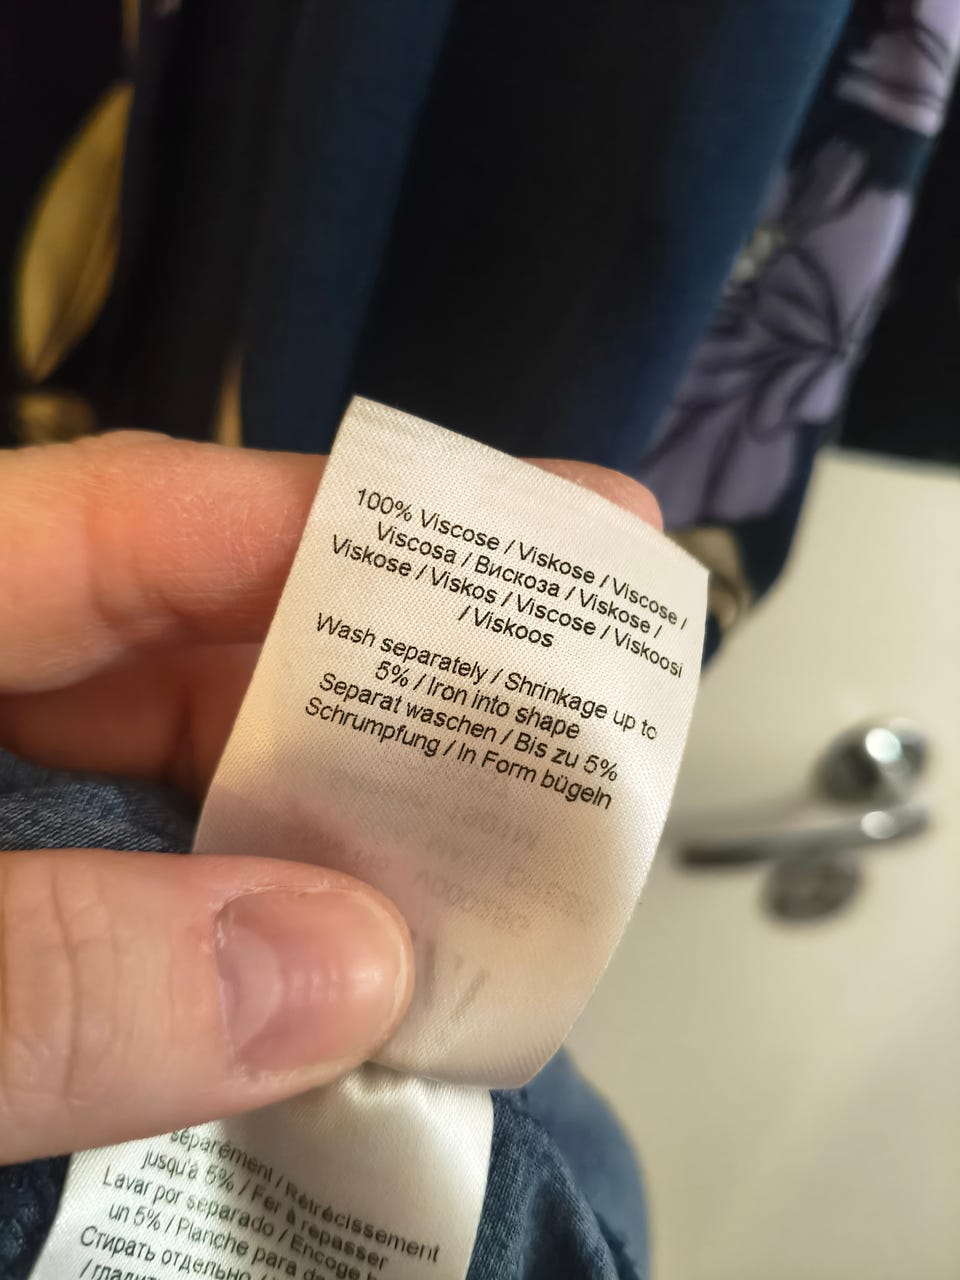 100% Viscose / Viskose / Viscose /
Viscosa / Вискоза / Viskose /
Viskose / Viskos / Viscose / Viskoosi
/ Viskoos
Wash separately / Shrinkage up to
5% / Iron into shape
Separat waschen / Bis zu 5%
Schrumpfung / In Form bügeln
séparément / Rétrécissement
jusqu'à 5% / Fer à repasser
Lavar por separado / Encoge
un 5% / Planche para
Стирать отдельно /